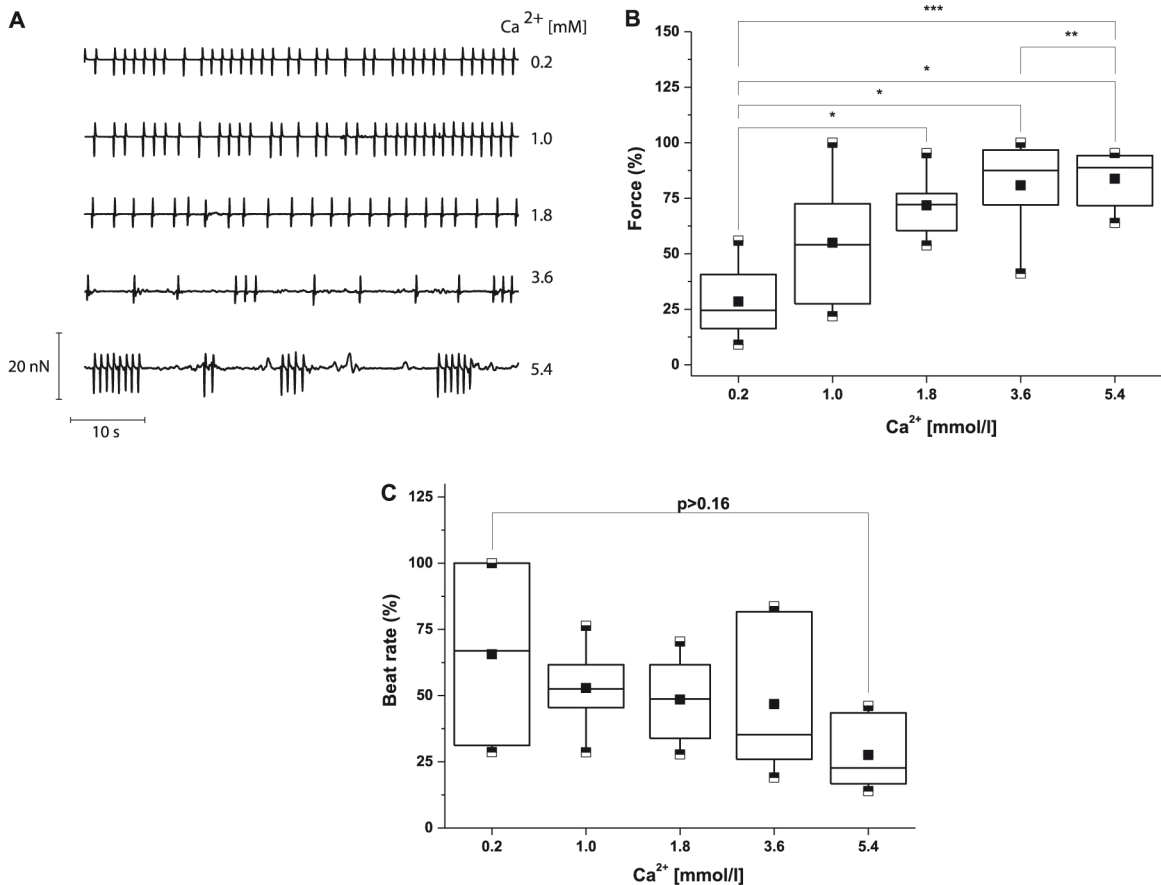 A
Ca 2+ [mM]
0.2
1.0
1.8
3.6
5.4
20 nN
10 s
B
***
**
*
*
*
150
125
100
75
50
25
0
Force (%)
0.2 1.0 1.8 3.6 5.4
Ca2+ [mmol/l]
C
p>0.16
125
100
75
50
25
0
Beat rate (%)
0.2 1.0 1.8 3.6 5.4
Ca2+ [mmol/l]